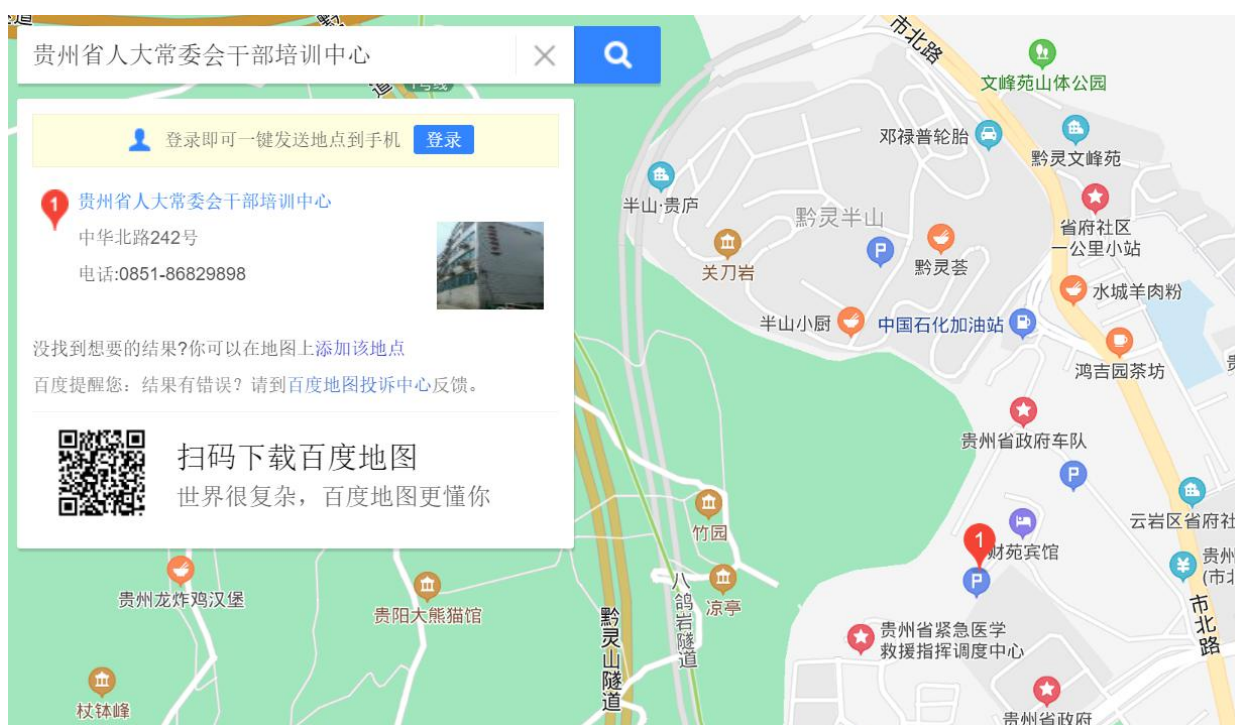 贵州省人大常委会干部培训中心
登录即可一键发送地点到手机 登录
1 贵州省人大常委会干部培训中心
中华北路242号
电话:0851-86829898
没找到想要的结果?你可以在地图上添加该地点
百度提醒您：结果有错误？请到百度地图投诉中心反馈。
扫码下载百度地图
世界很复杂，百度地图更懂你
1号线
市北路
文峰苑山体公园
邓禄普轮胎
黔灵文峰苑
半山·贵庐
黔灵半山
省府社区
一公里小站
关刀岩
P
黔灵荟
水城羊肉粉
半山小厨
中国石化加油站
鸿吉园茶坊
贵州省政府车队
P
竹园
云岩区省府社
1
财苑宾馆
P
贵州
(市北
市北路
八鸽岩隧道
凉亭
贵州龙炸鸡汉堡
贵阳大熊猫馆
黔灵山隧道
贵州省紧急医学
救援指挥调度中心
杖钵峰
贵州省政府